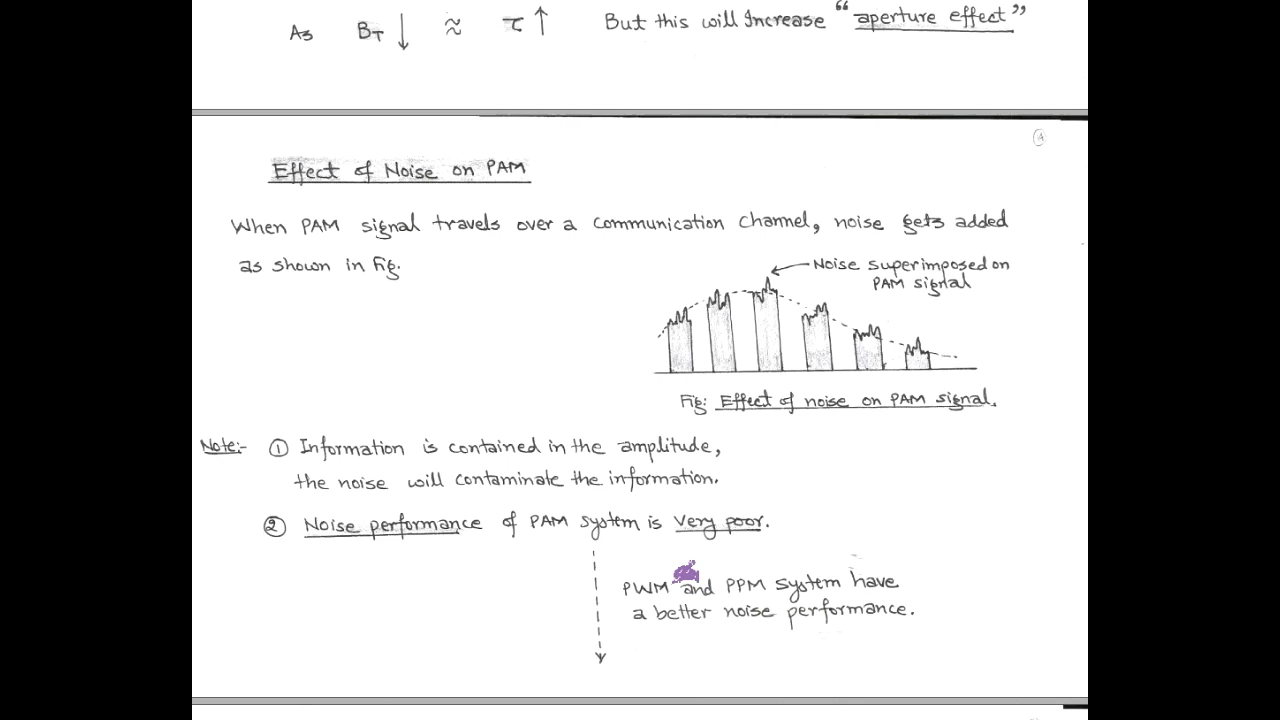 As BT ↓ ≈ τ ↑ But this will Increase "aperture effect"
Effect of Noise on PAM
When PAM signal travels over a communication channel, noise gets added
as shown in fig.
Noise superimposed on
PAM signal
Fig: Effect of noise on PAM signal.
Note:- ① Information is contained in the amplitude,
the noise will contaminate the information.
② Noise performance of PAM system is very poor.
PWM and PPM system have
a better noise performance.